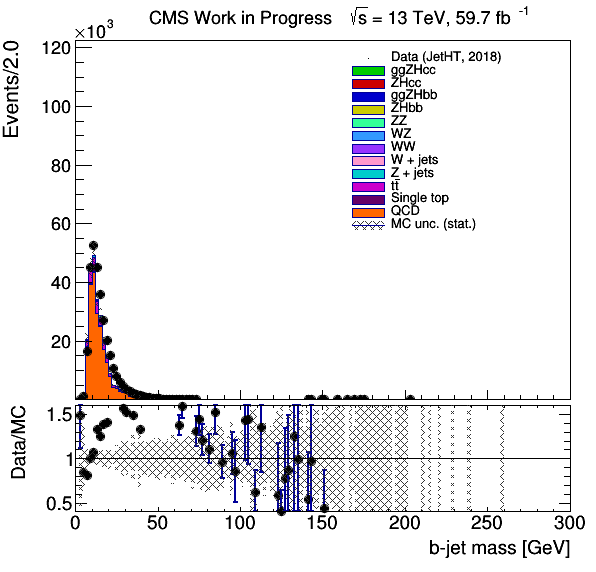 CMS Work in Progress √s = 13 TeV, 59.7 fb⁻¹
×10³
Events/2.0
120
100
80
60
40
20
Data (JetHT, 2018)
ggZHcc
ZHcc
ggZHbb
ZHbb
ZZ
WZ
WW
W + jets
Z + jets
tt̄
Single top
QCD
MC unc. (stat.)
Data/MC
1.5
1
0.5
0 50 100 150 200 250 300
b-jet mass [GeV]